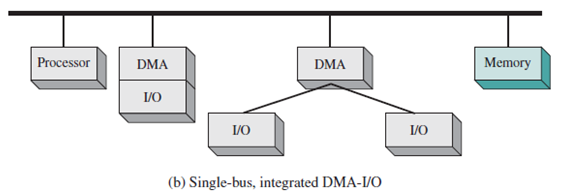 Processor
DMA
DMA
Memory
I/O
I/O
I/O
(b) Single-bus, integrated DMA-I/O